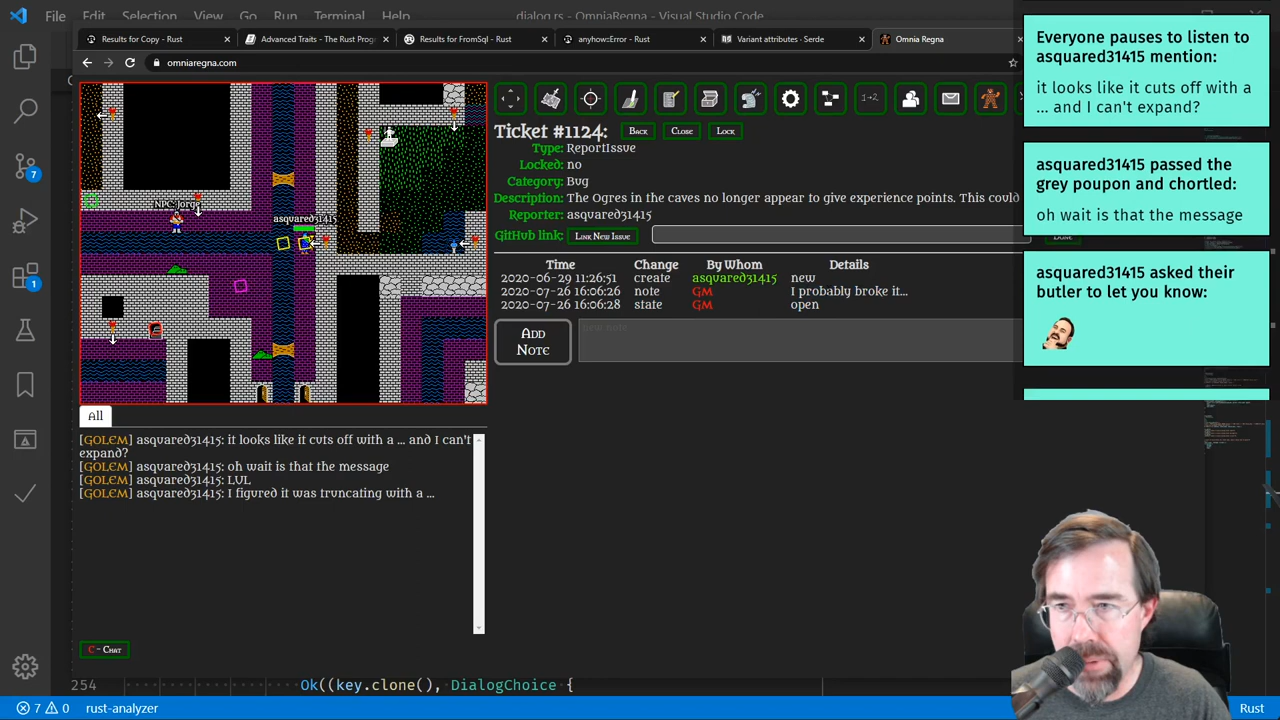 File Edit Selection View Go Run Terminal Help
dialog.rs - OmniaRegna - Visual Studio Code
Results for Copy - Rust
Advanced Traits - The Rust Prog
Results for FromSql - Rust
anyhow::Error - Rust
Variant attributes - Serde
Omnia Regna
omniaregna.com
Ticket #1124: Back Close Lock
Type: ReportIssue
Locked: no
Category: Bug
Description: The Ogres in the caves no longer appear to give experience points. This could
Reporter: asquared31415
GitHub link: Link New Issue
Time Change By Whom Details
2020-06-29 11:26:51 create asquared31415 new
2020-07-26 16:06:26 note GM I probably broke it...
2020-07-26 16:06:28 state GM open
Add Note
new note
NPC Jorge
asquared31415
All
[GOLEM] asquared31415: it looks like it cuts off with a ... and I can't
expand?
[GOLEM] asquared31415: oh wait is that the message
[GOLEM] asquared31415: LUL
[GOLEM] asquared31415: I figured it was truncating with a ...
C - Chat
Everyone pauses to listen to
asquared31415 mention:
it looks like it cuts off with a
... and I can't expand?
asquared31415 passed the
grey poupon and chortled:
oh wait is that the message
asquared31415 asked their
butler to let you know:
7
1
254 Ok((key.clone(), DialogChoice {
7 0 rust-analyzer
Rust